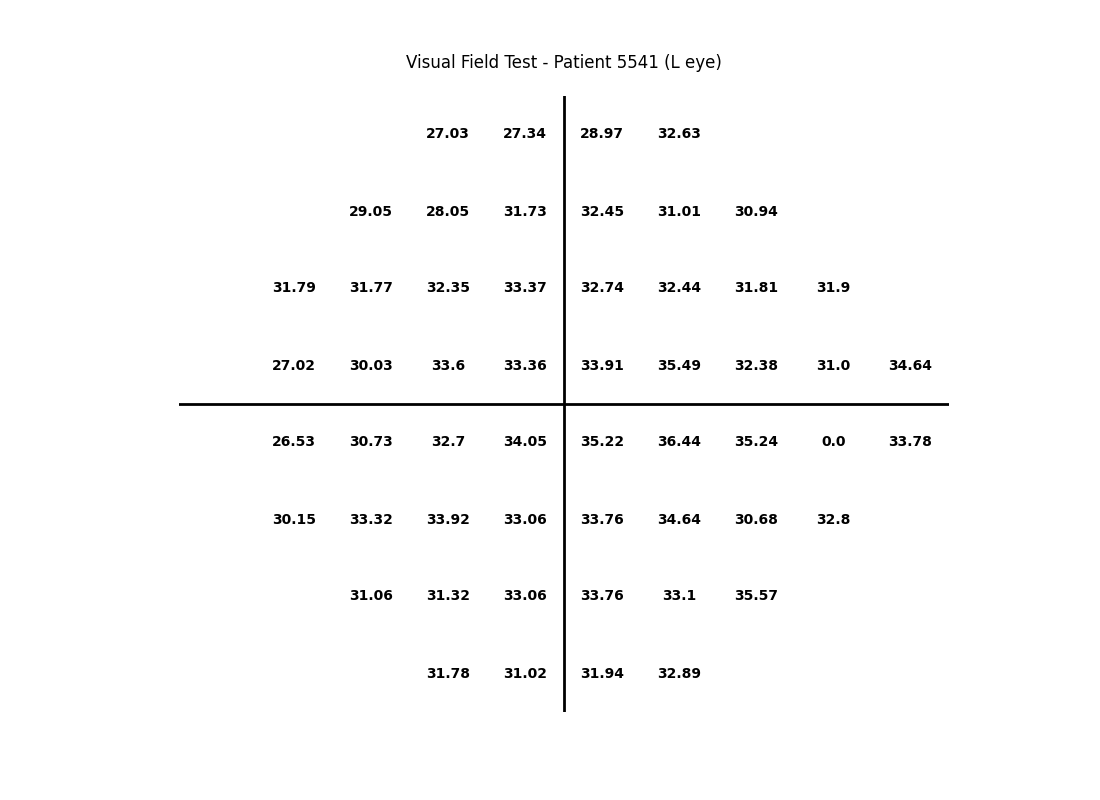 Visual Field Test - Patient 5541 (L eye)
27.03 27.34 28.97 32.63
29.05 28.05 31.73 32.45 31.01 30.94
31.79 31.77 32.35 33.37 32.74 32.44 31.81 31.9
27.02 30.03 33.6 33.36 33.91 35.49 32.38 31.0 34.64
26.53 30.73 32.7 34.05 35.22 36.44 35.24 0.0 33.78
30.15 33.32 33.92 33.06 33.76 34.64 30.68 32.8
31.06 31.32 33.06 33.76 33.1 35.57
31.78 31.02 31.94 32.89